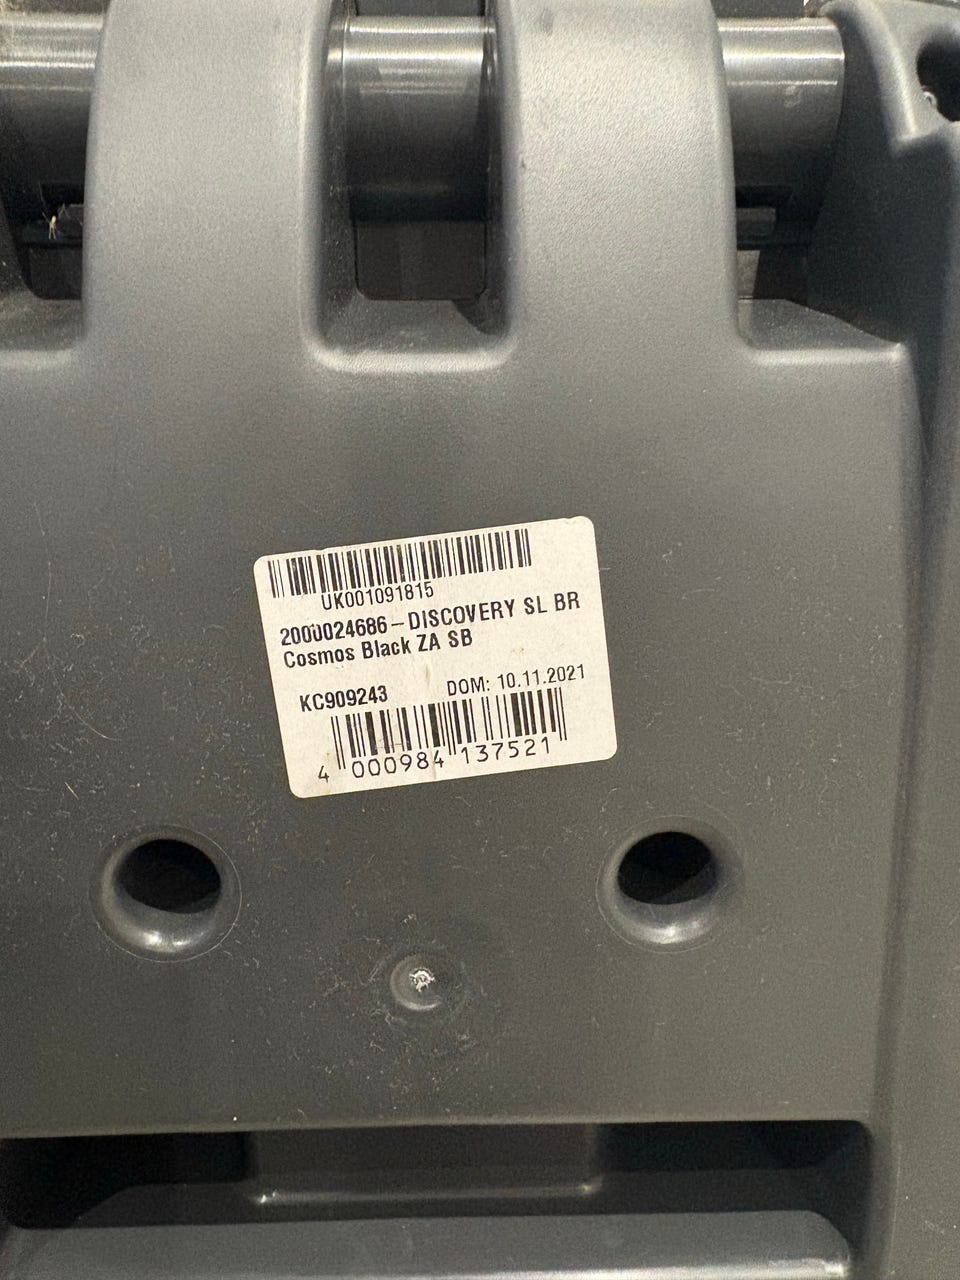 UK001091815
2000024686 – DISCOVERY SL BR
Cosmos Black ZA SB
KC909243 DOM: 10.11.2021
4 000984 137521